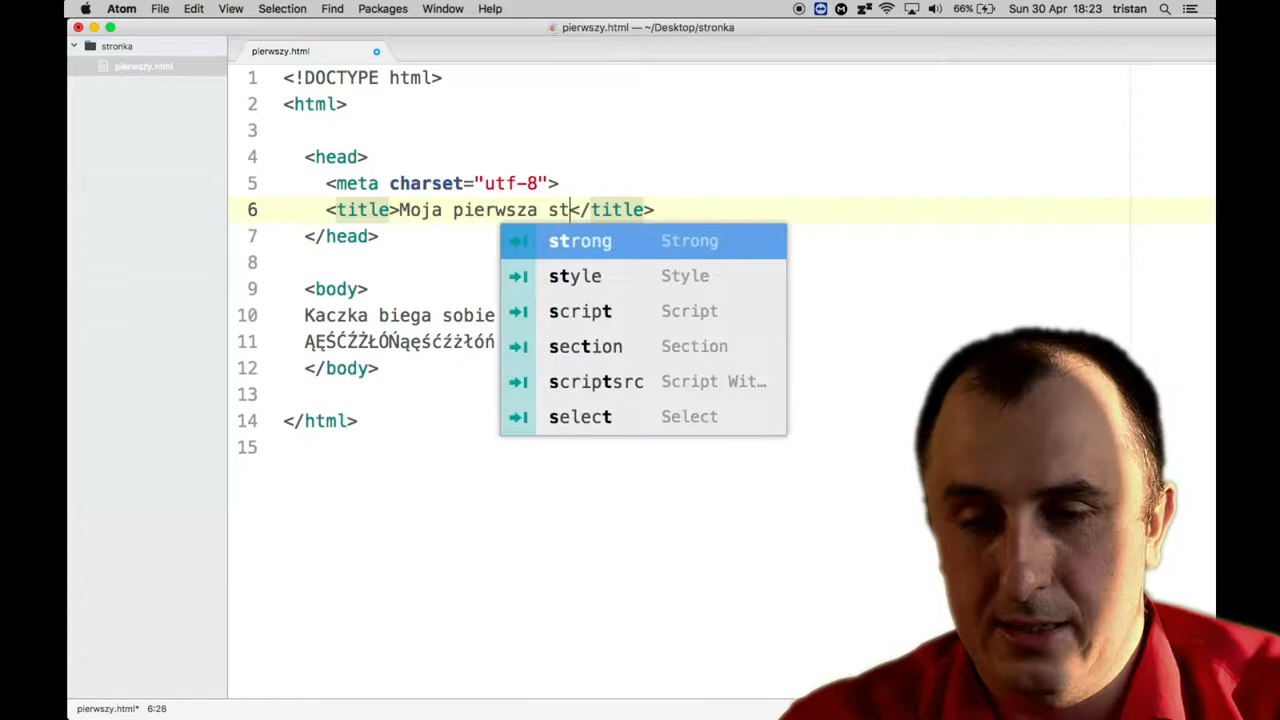 Atom File Edit View Selection Find Packages Window Help 66% Sun 30 Apr 18:23 tristan
pierwszy.html — ~/Desktop/stronka
stronka
pierwszy.html
pierwszy.html
1 <!DOCTYPE html>
2 <html>
3
4 <head>
5 <meta charset="utf-8">
6 <title>Moja pierwsza st</title>
7 </head>
8
9 <body>
10 Kaczka biega sobie
11 ĄĘŚĆŹŻŁÓŃąęśćźżłóń
12 </body>
13
14 </html>
15
strong Strong
style Style
script Script
section Section
scriptsrc Script Wit…
select Select
pierwszy.html* 6:28